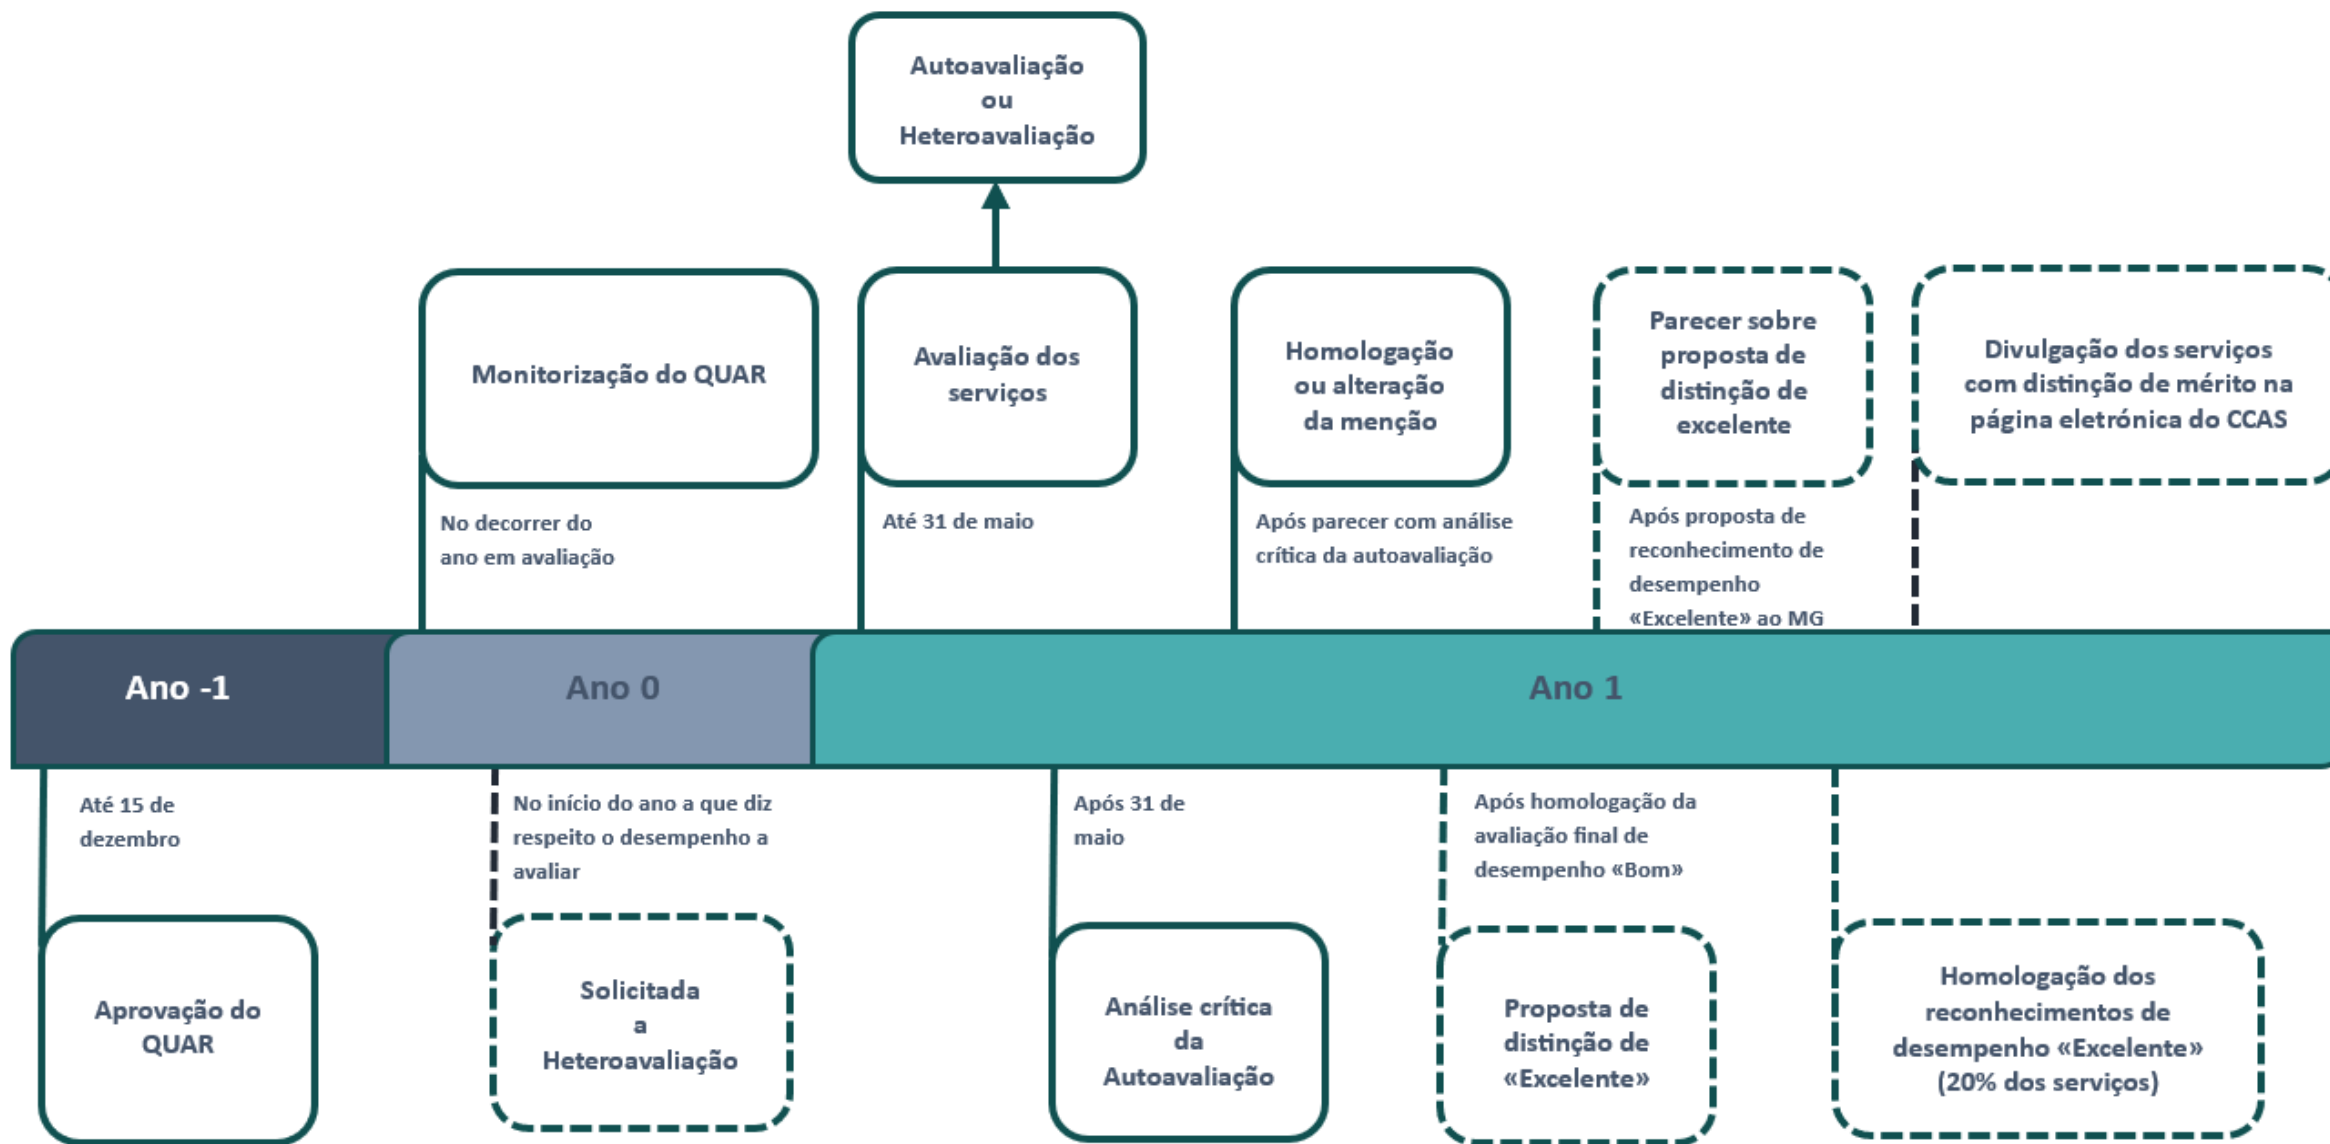 Autoavaliação
ou
Heteroavaliação
Monitorização do QUAR
Avaliação dos
serviços
Homologação
ou alteração
da menção
Parecer sobre
proposta de
distinção de
excelente
Divulgação dos serviços
com distinção de mérito na
página eletrónica do CCAS
No decorrer do
ano em avaliação
Até 31 de maio
Após parecer com análise
crítica da autoavaliação
Após proposta de
reconhecimento de
desempenho
«Excelente» ao MG
Ano -1
Ano 0
Ano 1
Até 15 de
dezembro
No início do ano a que diz
respeito o desempenho a
avaliar
Após 31 de
maio
Após homologação da
avaliação final de
desempenho «Bom»
Aprovação do
QUAR
Solicitada
a
Heteroavaliação
Análise crítica
da
Autoavaliação
Proposta de
distinção de
«Excelente»
Homologação dos
reconhecimentos de
desempenho «Excelente»
(20% dos serviços)